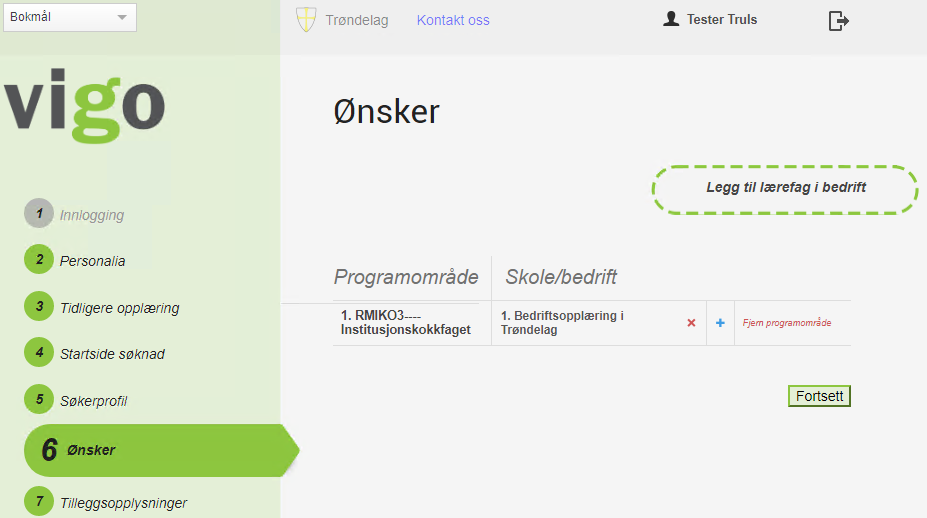 Bokmål
Trøndelag
Kontakt oss
Tester Truls
vigo
1 Innlogging
2 Personalia
3 Tidligere opplæring
4 Startside søknad
5 Søkerprofil
6 Ønsker
7 Tilleggsopplysninger
Ønsker
Legg til lærefag i bedrift
Programområde
Skole/bedrift
1. RMIKO3----
Institusjonskokkfaget
1. Bedriftsopplæring i
Trøndelag
Fjern programområde
Fortsett